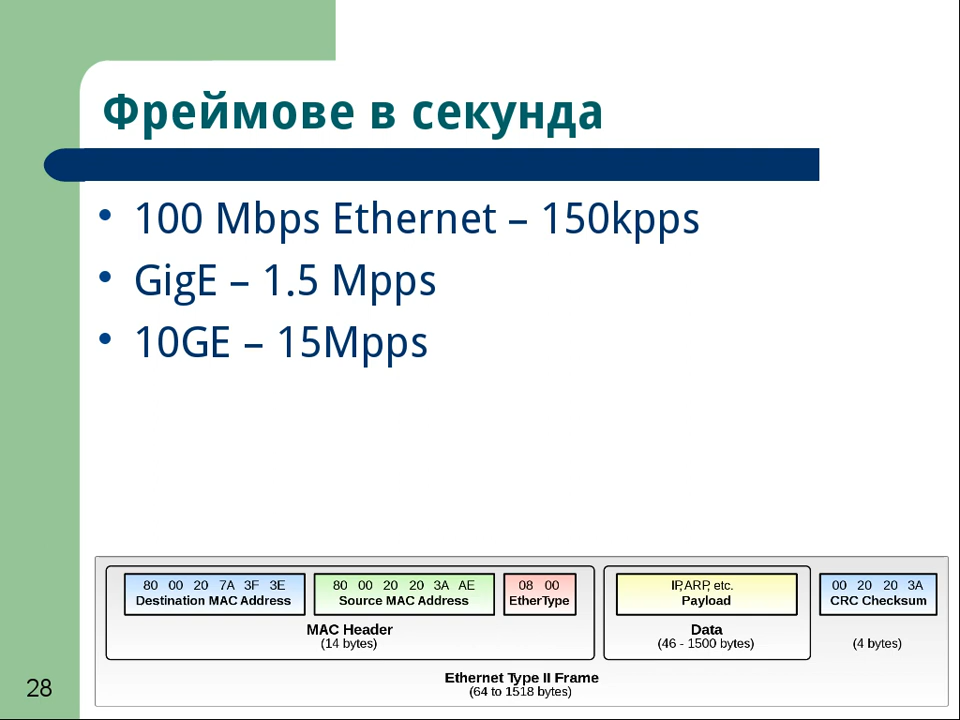 Фреймове в секунда
• 100 Mbps Ethernet – 150kpps
• GigE – 1.5 Mpps
• 10GE – 15Mpps
80 00 20 7A 3F 3E
Destination MAC Address
80 00 20 20 3A AE
Source MAC Address
08 00
EtherType
MAC Header
(14 bytes)
IP, ARP, etc.
Payload
Data
(46 - 1500 bytes)
00 20 20 3A
CRC Checksum
(4 bytes)
Ethernet Type II Frame
(64 to 1518 bytes)
28